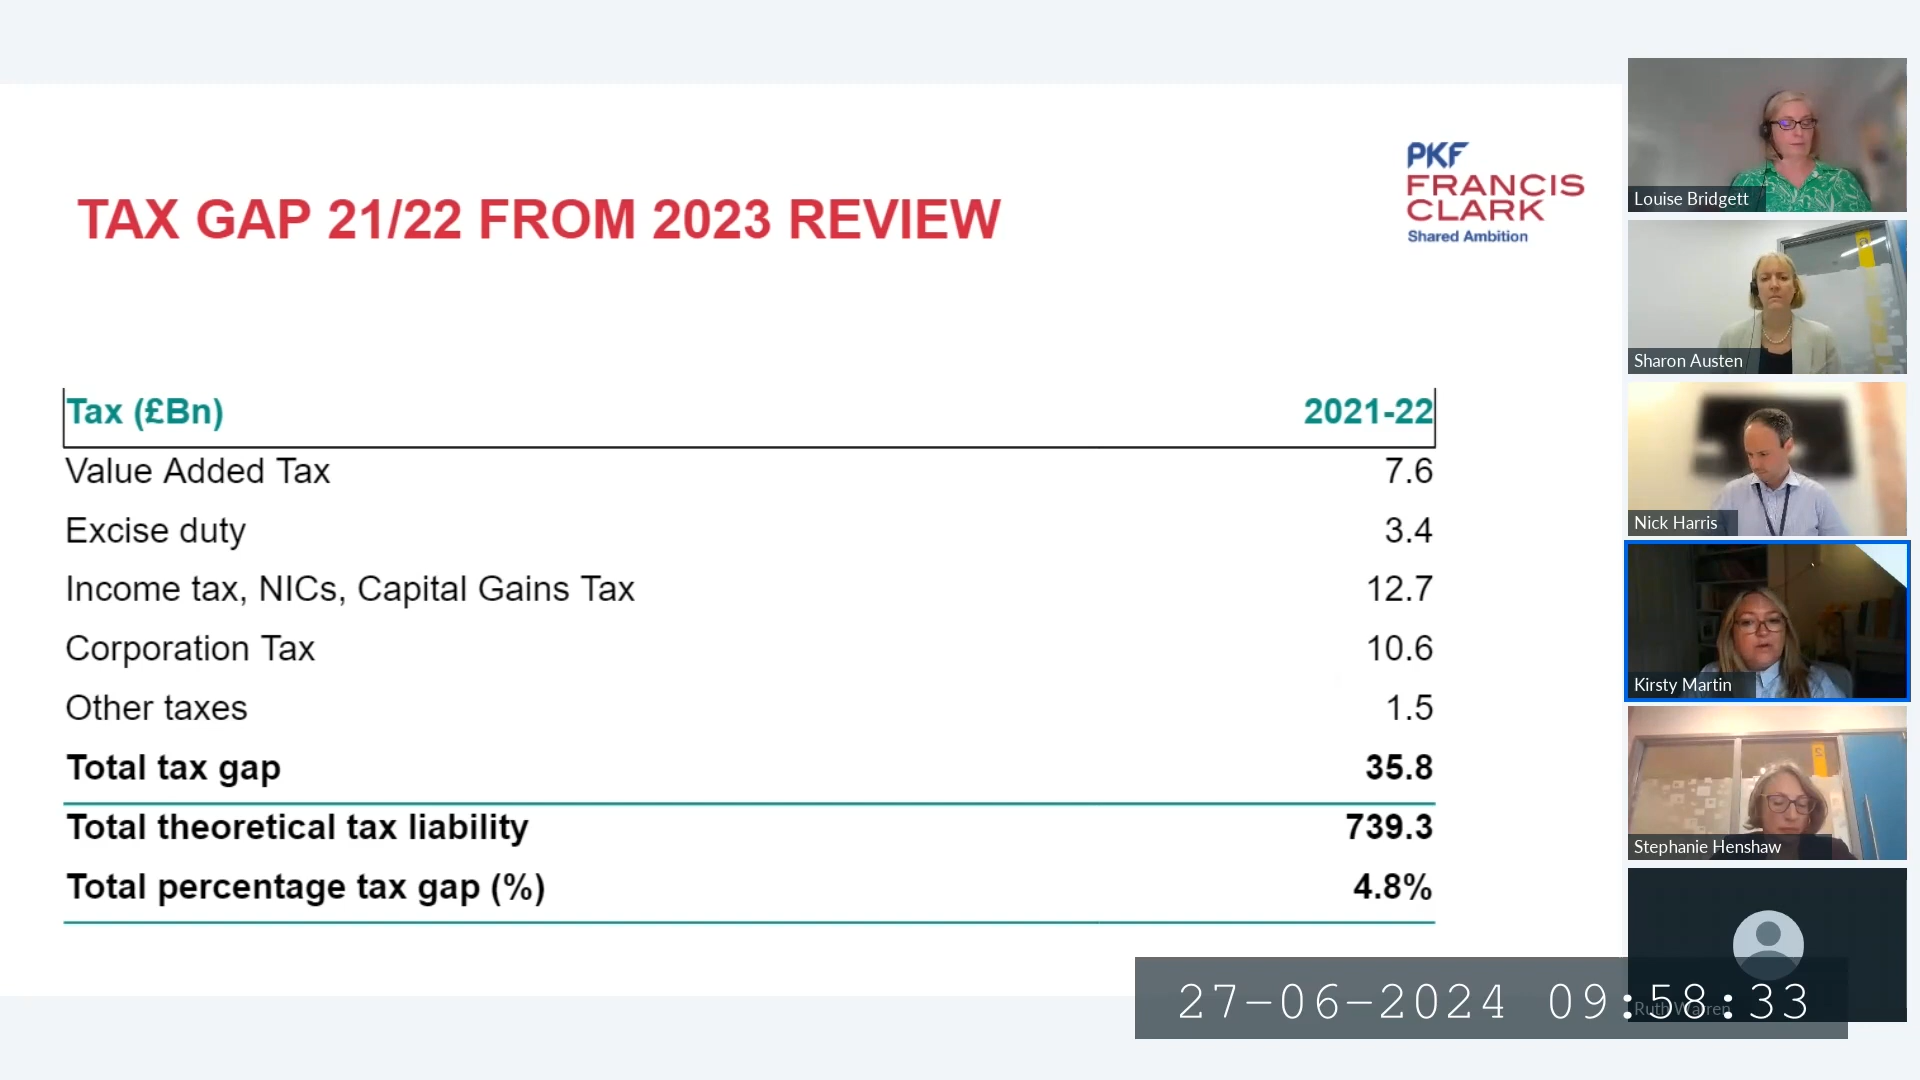 TAX GAP 21/22 FROM 2023 REVIEW
PKF
FRANCIS
CLARK
Shared Ambition
Tax (£Bn) 2021-22
Value Added Tax 7.6
Excise duty 3.4
Income tax, NICs, Capital Gains Tax 12.7
Corporation Tax 10.6
Other taxes 1.5
Total tax gap 35.8
Total theoretical tax liability 739.3
Total percentage tax gap (%) 4.8%
Louise Bridgett
Sharon Austen
Nick Harris
Kirsty Martin
Stephanie Henshaw
Ruth Warren
27-06-2024 09:58:33